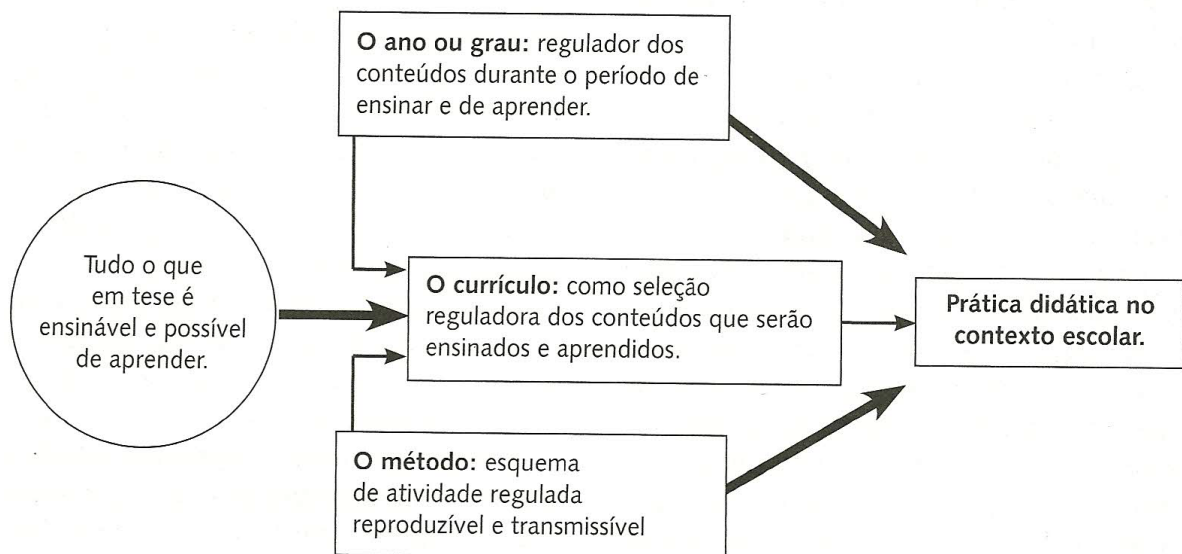 O ano ou grau: regulador dos
conteúdos durante o período de
ensinar e de aprender.
Tudo o que
em tese é
ensinável e possível
de aprender.
O currículo: como seleção
reguladora dos conteúdos que serão
ensinados e aprendidos.
Prática didática no
contexto escolar.
O método: esquema
de atividade regulada
reproduzível e transmissível